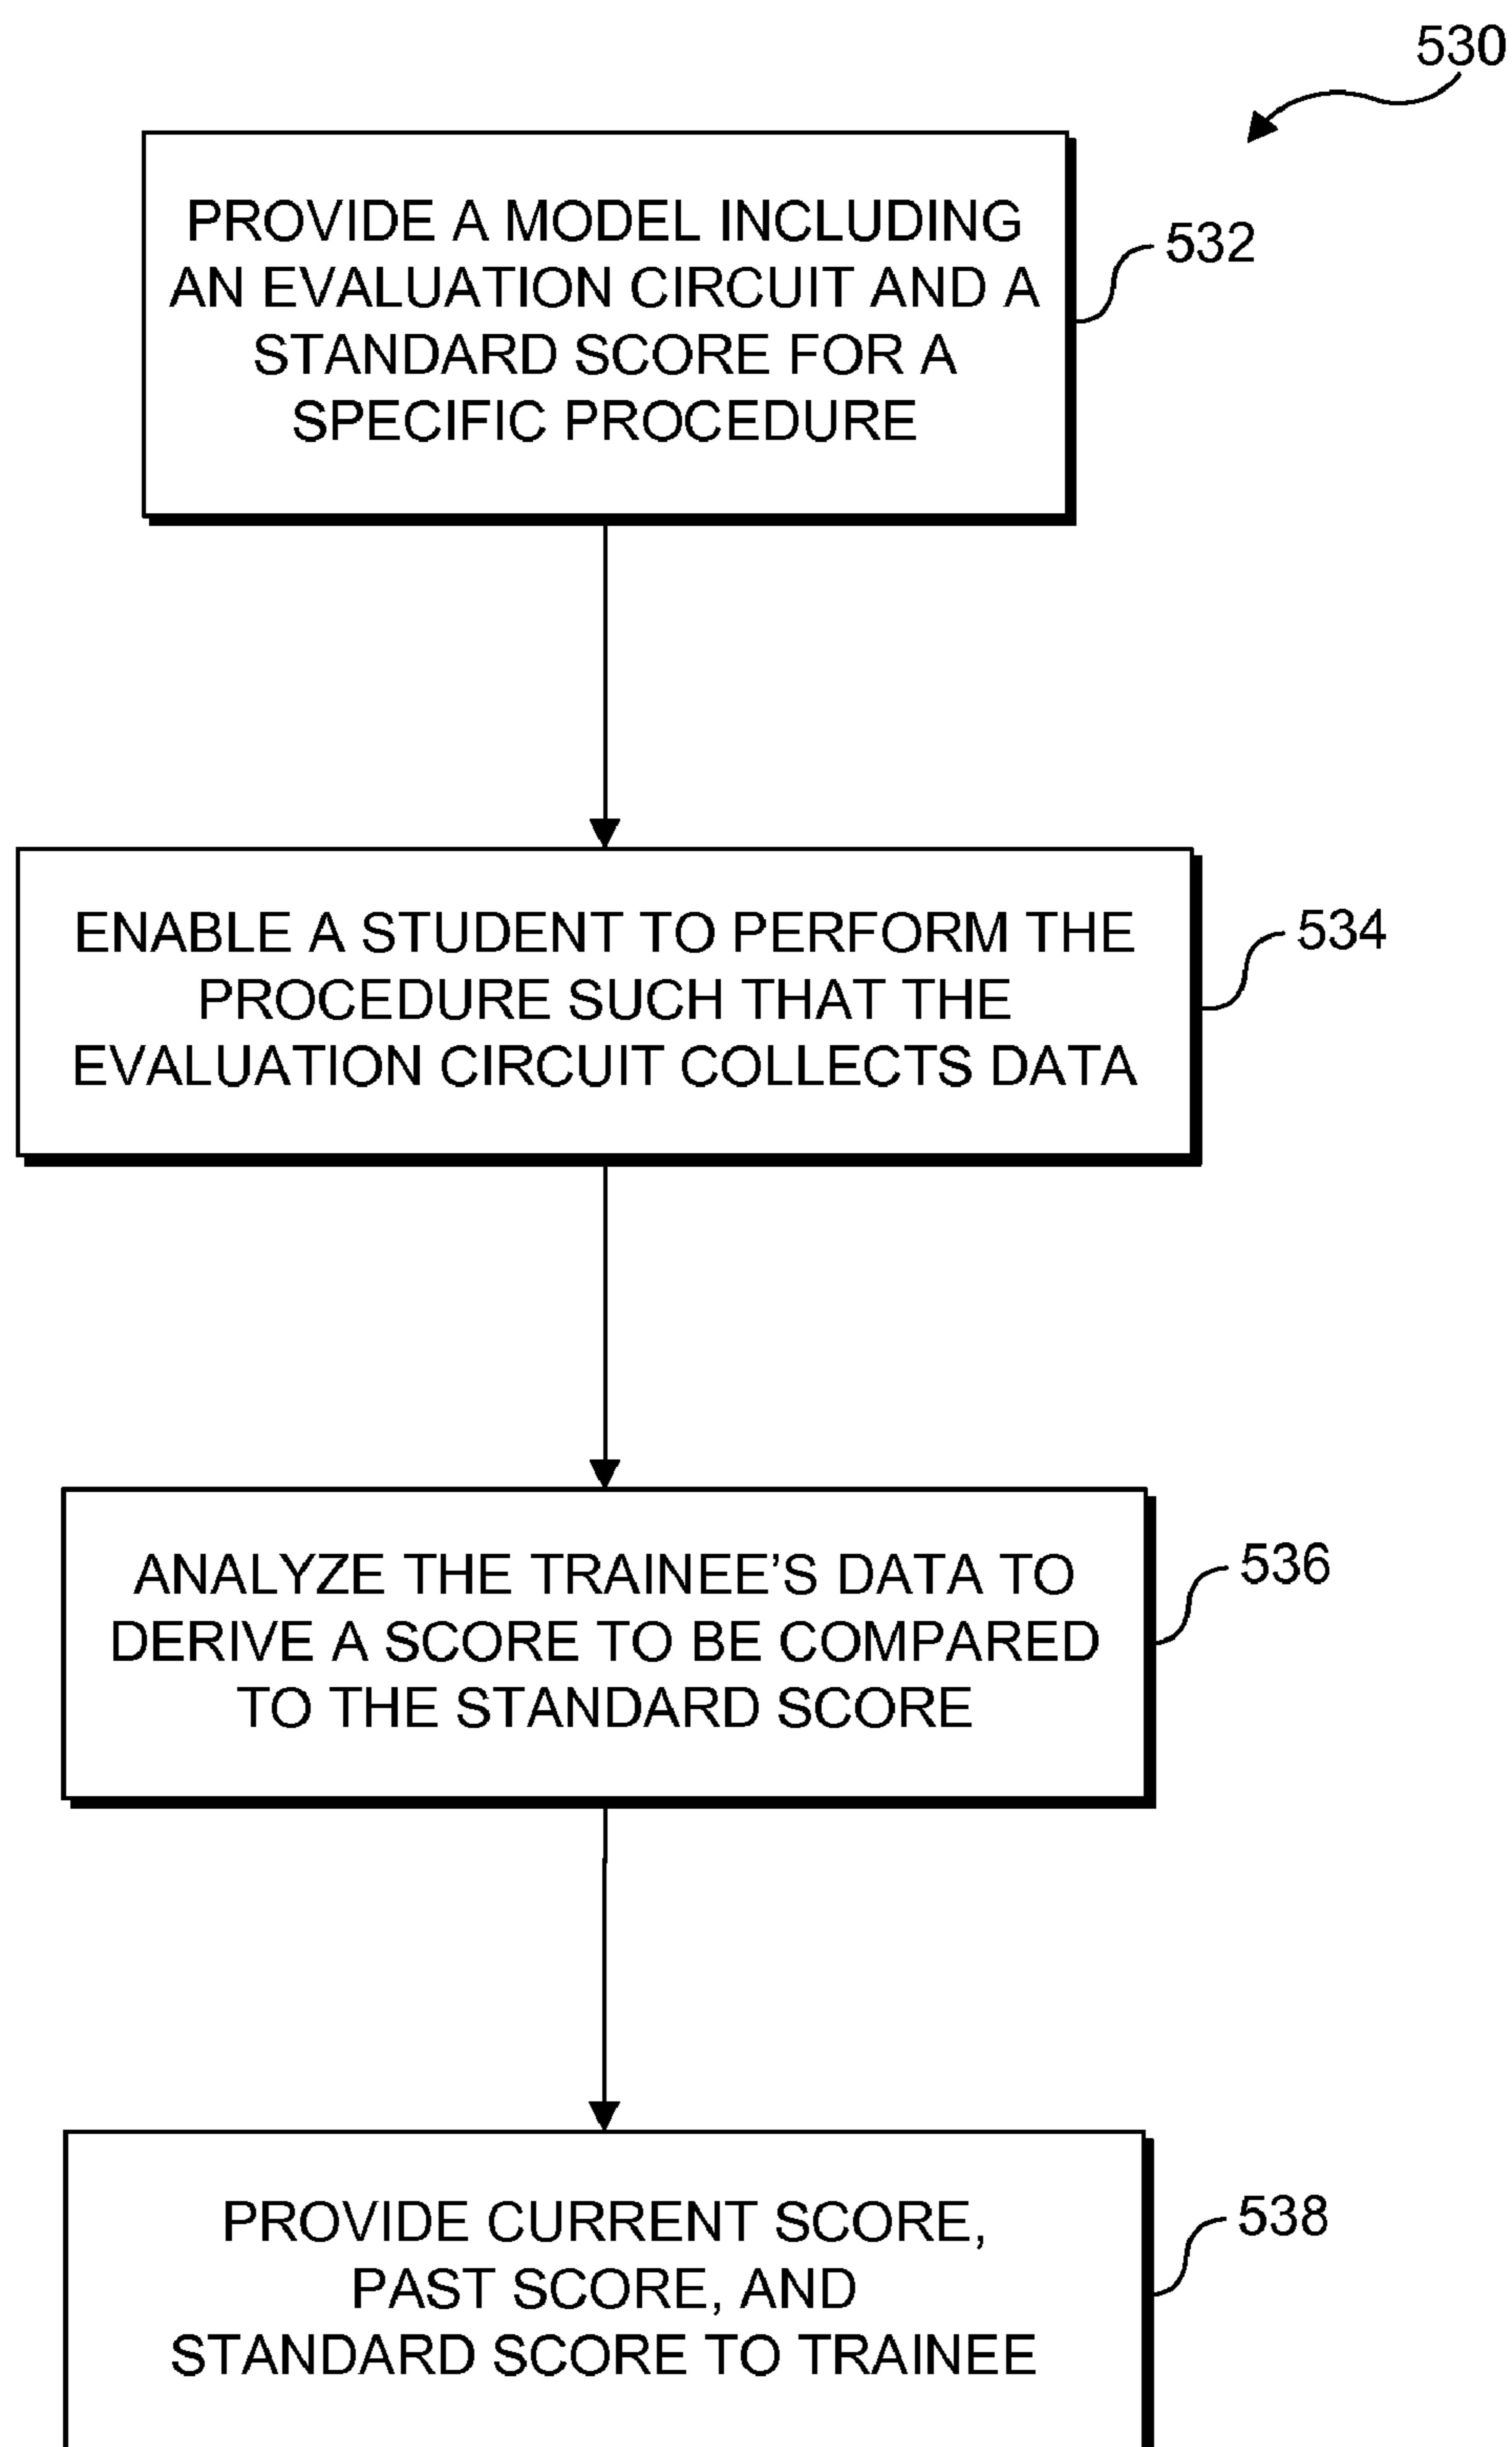 530
PROVIDE A MODEL INCLUDING
AN EVALUATION CIRCUIT AND A
STANDARD SCORE FOR A
SPECIFIC PROCEDURE
532
ENABLE A STUDENT TO PERFORM THE
PROCEDURE SUCH THAT THE
EVALUATION CIRCUIT COLLECTS DATA
534
ANALYZE THE TRAINEE’S DATA TO
DERIVE A SCORE TO BE COMPARED
TO THE STANDARD SCORE
536
PROVIDE CURRENT SCORE,
PAST SCORE, AND
STANDARD SCORE TO TRAINEE
538